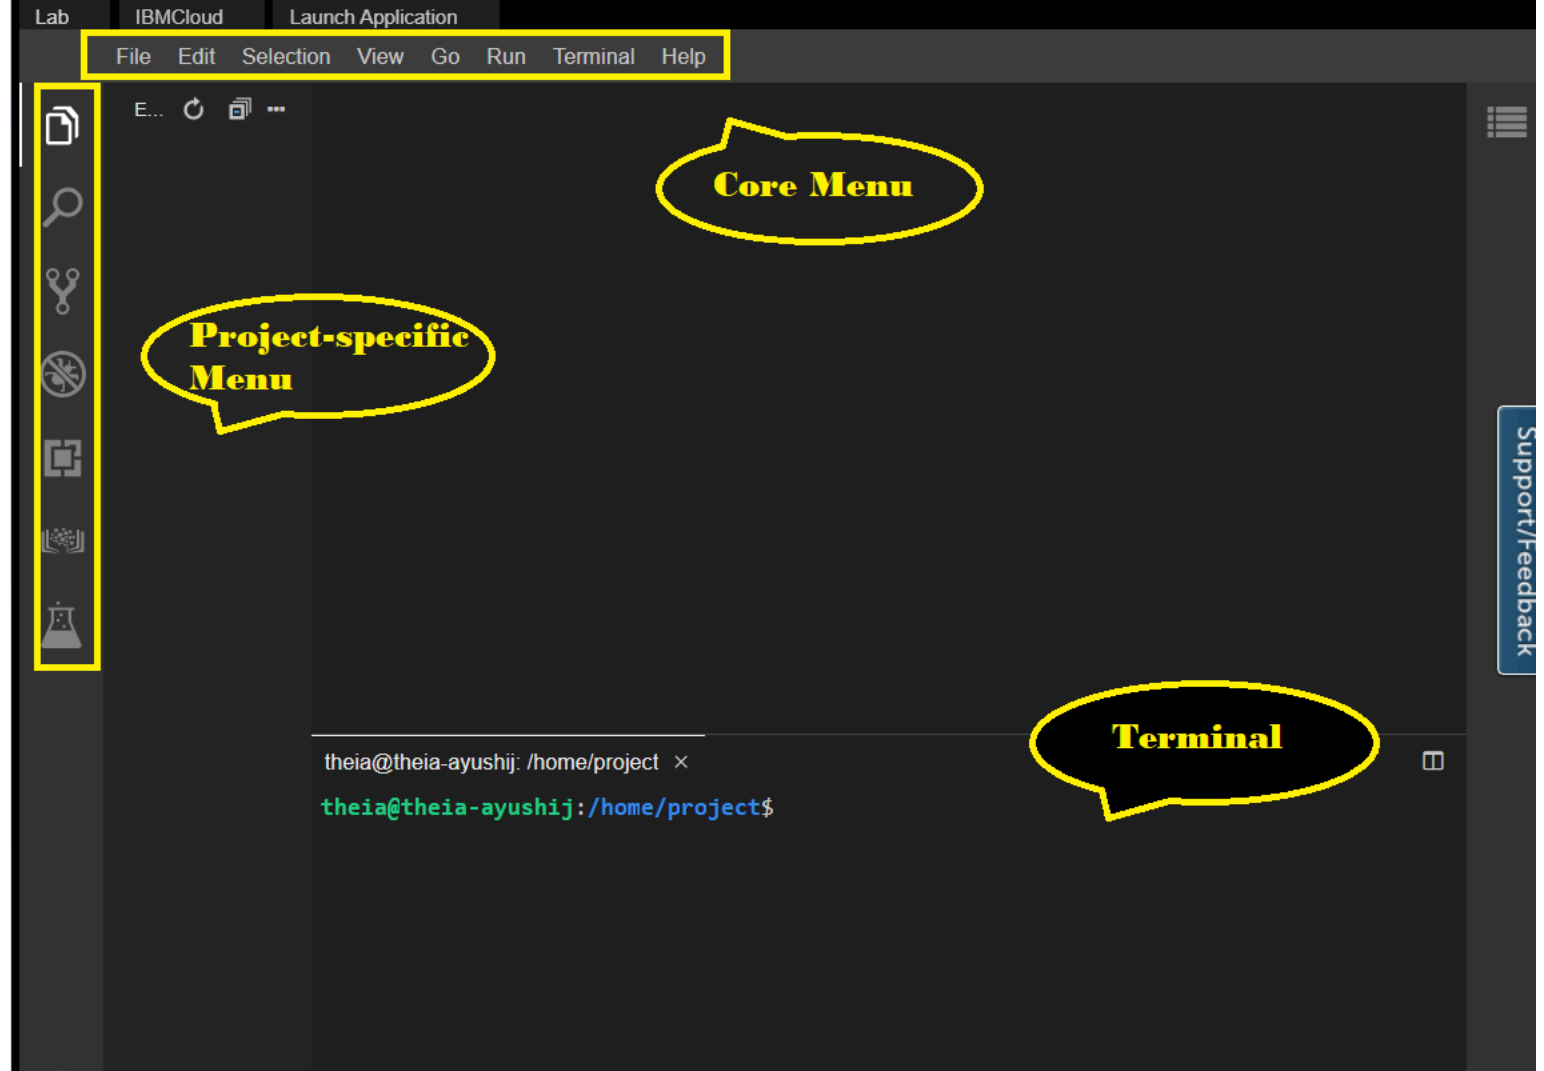 Lab IBMCloud Launch Application
File Edit Selection View Go Run Terminal Help
E...
Core Menu
Project-specific
Menu
Support/Feedback
Terminal
theia@theia-ayushij: /home/project ×
theia@theia-ayushij:/home/project$